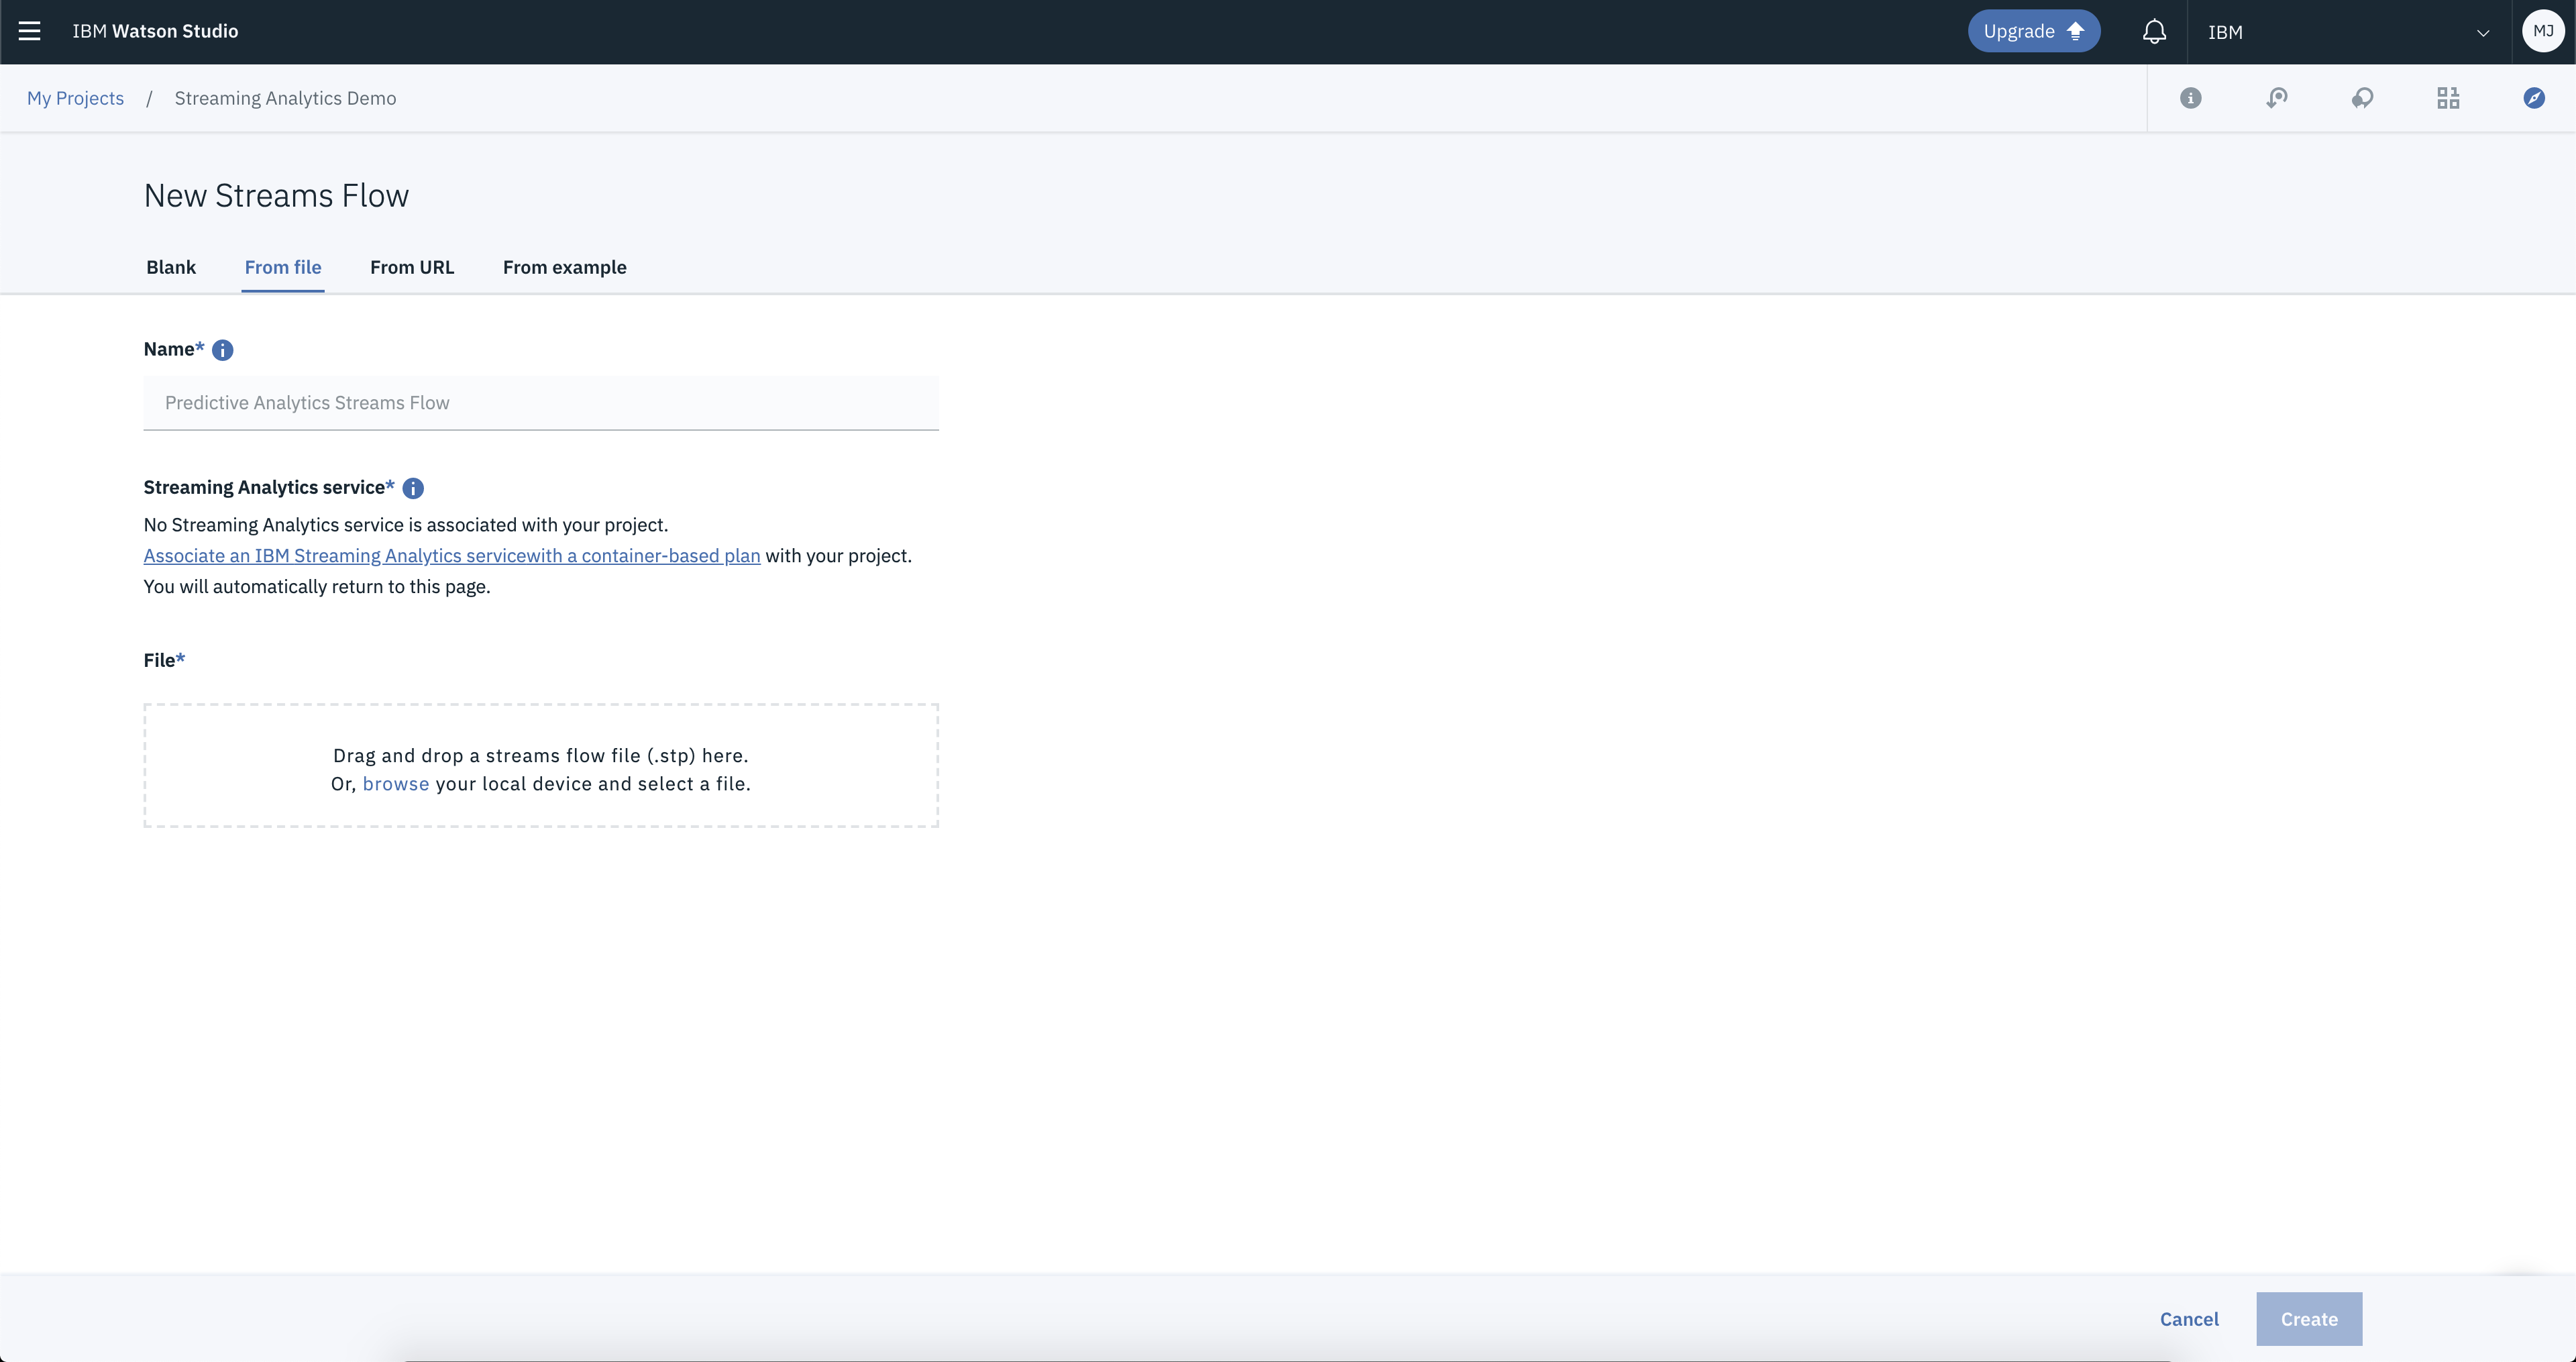 IBM Watson Studio
Upgrade
IBM
MJ
My Projects / Streaming Analytics Demo
New Streams Flow
Blank
From file
From URL
From example
Name*
Predictive Analytics Streams Flow
Streaming Analytics service*
No Streaming Analytics service is associated with your project.
Associate an IBM Streaming Analytics servicewith a container-based plan with your project.
You will automatically return to this page.
File*
Drag and drop a streams flow file (.stp) here.
Or, browse your local device and select a file.
Cancel
Create